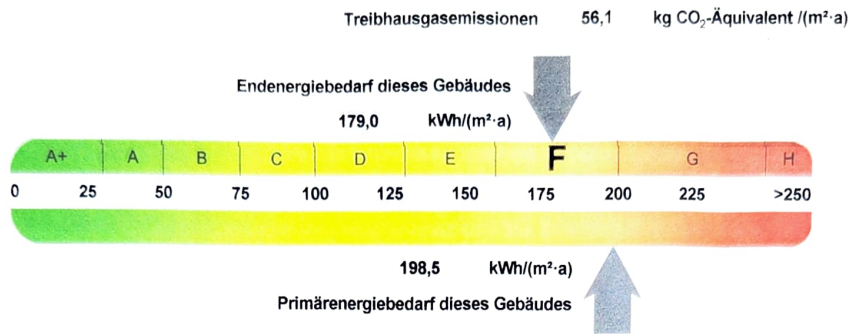 Treibhausgasemissionen 56,1 kg CO₂-Äquivalent /(m²·a)
Endenergiebedarf dieses Gebäudes
179,0 kWh/(m²·a)
A+ A B C D E F G H
0 25 50 75 100 125 150 175 200 225 >250
198,5 kWh/(m²·a)
Primärenergiebedarf dieses Gebäudes